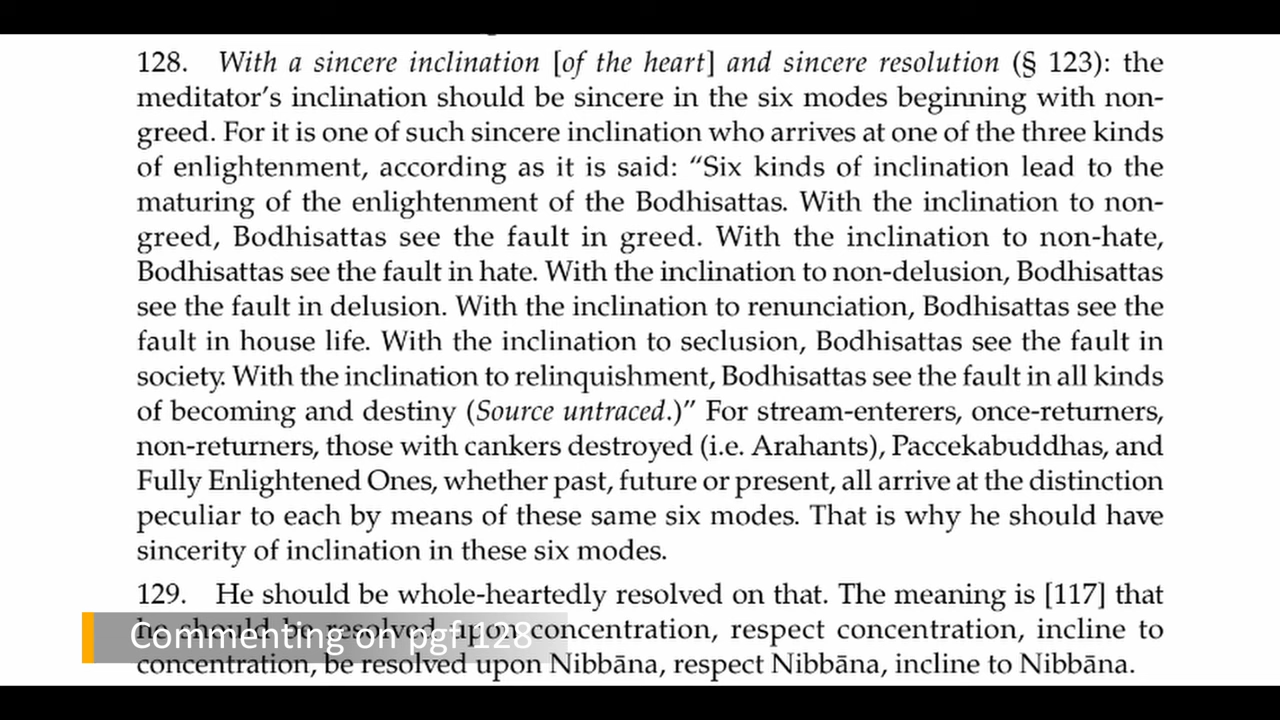 128. With a sincere inclination [of the heart] and sincere resolution (§ 123): the
meditator's inclination should be sincere in the six modes beginning with non-
greed. For it is one of such sincere inclination who arrives at one of the three kinds
of enlightenment, according as it is said: “Six kinds of inclination lead to the
maturing of the enlightenment of the Bodhisattas. With the inclination to non-
greed, Bodhisattas see the fault in greed. With the inclination to non-hate,
Bodhisattas see the fault in hate. With the inclination to non-delusion, Bodhisattas
see the fault in delusion. With the inclination to renunciation, Bodhisattas see the
fault in house life. With the inclination to seclusion, Bodhisattas see the fault in
society. With the inclination to relinquishment, Bodhisattas see the fault in all kinds
of becoming and destiny (Source untraced.)” For stream-enterers, once-returners,
non-returners, those with cankers destroyed (i.e. Arahants), Paccekabuddhas, and
Fully Enlightened Ones, whether past, future or present, all arrive at the distinction
peculiar to each by means of these same six modes. That is why he should have
sincerity of inclination in these six modes.
129. He should be whole-heartedly resolved on that. The meaning is [117] that
he should be resolved upon concentration, respect concentration, incline to
Commenting on pgf 128
concentration, be resolved upon Nibbāna, respect Nibbāna, incline to Nibbāna.